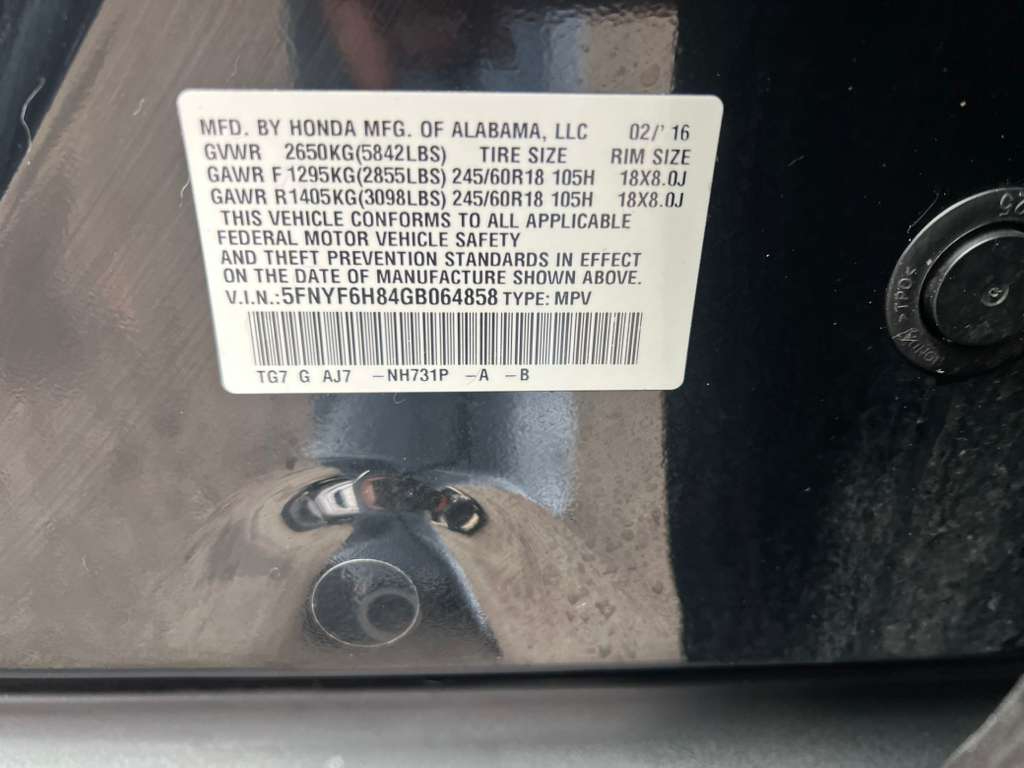 MFD. BY HONDA MFG. OF ALABAMA, LLC 02/' 16
GVWR 2650KG(5842LBS) TIRE SIZE RIM SIZE
GAWR F 1295KG(2855LBS) 245/60R18 105H 18X8.0J
GAWR R1405KG(3098LBS) 245/60R18 105H 18X8.0J
THIS VEHICLE CONFORMS TO ALL APPLICABLE
FEDERAL MOTOR VEHICLE SAFETY
AND THEFT PREVENTION STANDARDS IN EFFECT
ON THE DATE OF MANUFACTURE SHOWN ABOVE.
V.I.N.:5FNYF6H84GB064858 TYPE: MPV
TG7 G AJ7 -NH731P -A -B
25
>TPO<